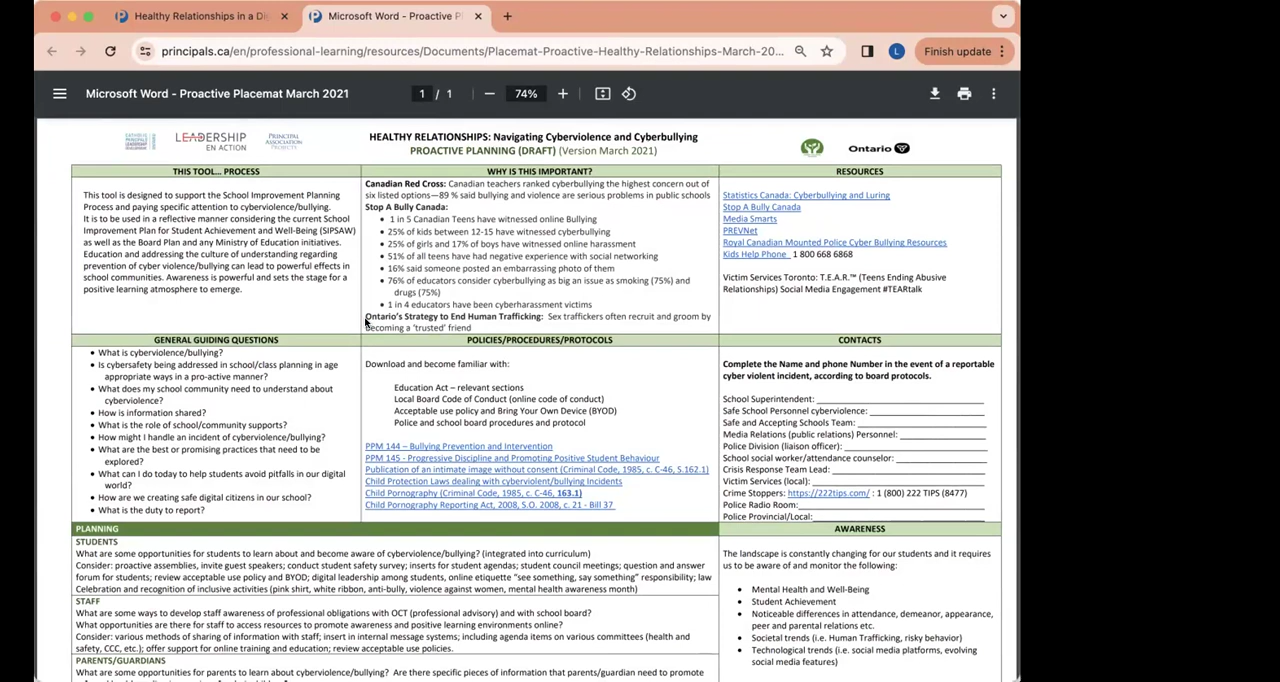 Healthy Relationships in a Di
Microsoft Word - Proactive P
principals.ca/en/professional-learning/resources/Documents/Placemat-Proactive-Healthy-Relationships-March-20...
L
Finish update
Microsoft Word - Proactive Placemat March 2021
1 / 1
74%
LEADERSHIP
IN ACTION
PRINCIPAL
ASSOCIATION
PROJECTS
HEALTHY RELATIONSHIPS: Navigating Cyberviolence and Cyberbullying
PROACTIVE PLANNING (DRAFT) (Version March 2021)
Ontario
THIS TOOL... PROCESS
This tool is designed to support the School Improvement Planning
Process and paying specific attention to cyberviolence/bullying.
It is to be used in a reflective manner considering the current School
Improvement Plan for Student Achievement and Well-Being (SIPSAW)
as well as the Board Plan and any Ministry of Education initiatives.
Education and addressing the culture of understanding regarding
prevention of cyber violence/bullying can lead to powerful effects in
school communities. Awareness is powerful and sets the stage for a
positive learning atmosphere to emerge.
WHY IS THIS IMPORTANT?
Canadian Red Cross: Canadian teachers ranked cyberbullying the highest concern out of
six listed options—89 % said bullying and violence are serious problems in public schools
Stop A Bully Canada:
• 1 in 5 Canadian Teens have witnessed online Bullying
• 25% of kids between 12-15 have witnessed cyberbullying
• 25% of girls and 17% of boys have witnessed online harassment
• 51% of all teens have had negative experience with social networking
• 16% said someone posted an embarrassing photo of them
• 76% of educators consider cyberbullying as big an issue as smoking (75%) and
drugs (75%)
• 1 in 4 educators have been cyberharassment victims
Ontario's Strategy to End Human Trafficking: Sex traffickers often recruit and groom by
becoming a 'trusted' friend
RESOURCES
Statistics Canada: Cyberbullying and Luring
Stop A Bully Canada
Media Smarts
PREVNet
Royal Canadian Mounted Police Cyber Bullying Resources
Kids Help Phone 1 800 668 6868
Victim Services Toronto: T.E.A.R.™ (Teens Ending Abusive
Relationships) Social Media Engagement #TEARtalk
GENERAL GUIDING QUESTIONS
• What is cyberviolence/bullying?
• Is cybersafety being addressed in school/class planning in age
appropriate ways in a pro-active manner?
• What does my school community need to understand about
cyberviolence?
• How is information shared?
• What is the role of school/community supports?
• How might I handle an incident of cyberviolence/bullying?
• What are the best or promising practices that need to be
explored?
• What can I do today to help students avoid pitfalls in our digital
world?
• How are we creating safe digital citizens in our school?
• What is the duty to report?
POLICIES/PROCEDURES/PROTOCOLS
Download and become familiar with:
Education Act – relevant sections
Local Board Code of Conduct (online code of conduct)
Acceptable use policy and Bring Your Own Device (BYOD)
Police and school board procedures and protocol
PPM 144 – Bullying Prevention and Intervention
PPM 145 - Progressive Discipline and Promoting Positive Student Behaviour
Publication of an intimate image without consent (Criminal Code, 1985, c. C-46, S.162.1)
Child Protection Laws dealing with cyberviolent/bullying Incidents
Child Pornography (Criminal Code, 1985, c. C-46, 163.1)
Child Pornography Reporting Act, 2008, S.O. 2008, c. 21 - Bill 37
CONTACTS
Complete the Name and phone Number in the event of a reportable
cyber violent incident, according to board protocols.
School Superintendent:
Safe School Personnel cyberviolence:
Safe and Accepting Schools Team:
Media Relations (public relations) Personnel:
Police Division (liaison officer):
School social worker/attendance counselor:
Crisis Response Team Lead:
Victim Services (local):
Crime Stoppers: https://222tips.com/ : 1 (800) 222 TIPS (8477)
Police Radio Room:
Police Provincial/Local:
PLANNING
STUDENTS
What are some opportunities for students to learn about and become aware of cyberviolence/bullying? (integrated into curriculum)
Consider: proactive assemblies, invite guest speakers; conduct student safety survey; inserts for student agendas; student council meetings; question and answer
forum for students; review acceptable use policy and BYOD; digital leadership among students, online etiquette "see something, say something" responsibility; law
Celebration and recognition of inclusive activities (pink shirt, white ribbon, anti-bully, violence against women, mental health awareness month)
STAFF
What are some ways to develop staff awareness of professional obligations with OCT (professional advisory) and with school board?
What opportunities are there for staff to access resources to promote awareness and positive learning environments online?
Consider: various methods of sharing of information with staff; insert in internal message systems; including agenda items on various committees (health and
safety, CCC, etc.); offer support for online training and education; review acceptable use policies.
PARENTS/GUARDIANS
What are some opportunities for parents to learn about cyberviolence/bullying? Are there specific pieces of information that parents/guardian need to promote
AWARENESS
The landscape is constantly changing for our students and it requires
us to be aware of and monitor the following:
• Mental Health and Well-Being
• Student Achievement
• Noticeable differences in attendance, demeanor, appearance,
peer and parental relations etc.
• Societal trends (i.e. Human Trafficking, risky behavior)
• Technological trends (i.e. social media platforms, evolving
social media features)